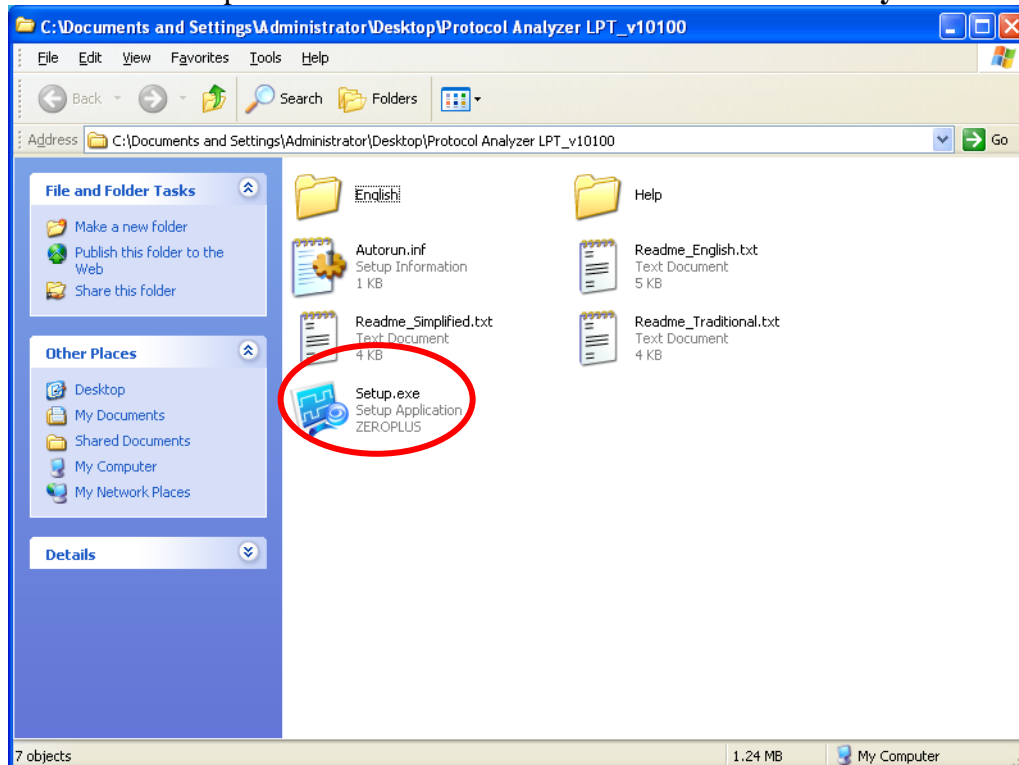 C:\Documents and Settings\Administrator\Desktop\Protocol Analyzer LPT_v10100
File Edit View Favorites Tools Help
Back Search Folders
Address C:\Documents and Settings\Administrator\Desktop\Protocol Analyzer LPT_v10100 Go
File and Folder Tasks
Make a new folder
Publish this folder to the
Web
Share this folder
Other Places
Desktop
My Documents
Shared Documents
My Computer
My Network Places
Details
English
Help
Autorun.inf
Setup Information
1 KB
Readme_English.txt
Text Document
5 KB
Readme_Simplified.txt
Text Document
4 KB
Readme_Traditional.txt
Text Document
4 KB
Setup.exe
Setup Application
ZEROPLUS
7 objects 1.24 MB My Computer